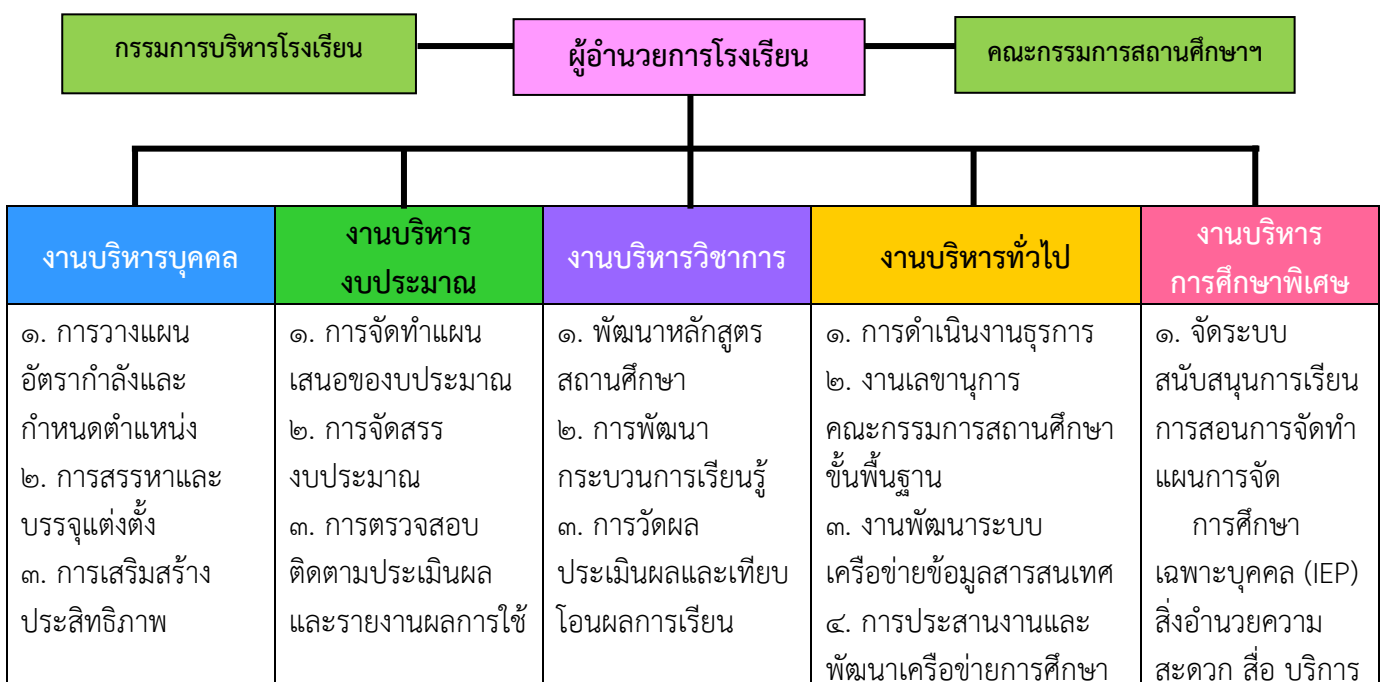 กรรมการบริหารโรงเรียน
ผู้อำนวยการโรงเรียน
คณะกรรมการสถานศึกษาฯ
งานบริหารบุคคล
งานบริหาร
งบประมาณ
งานบริหารวิชาการ
งานบริหารทั่วไป
งานบริหาร
การศึกษาพิเศษ
๑. การวางแผน
อัตรากำลังและ
กำหนดตำแหน่ง
๒. การสรรหาและ
บรรจุแต่งตั้ง
๓. การเสริมสร้าง
ประสิทธิภาพ
๑. การจัดทำแผน
เสนอของบประมาณ
๒. การจัดสรร
งบประมาณ
๓. การตรวจสอบ
ติดตามประเมินผล
และรายงานผลการใช้
๑. พัฒนาหลักสูตร
สถานศึกษา
๒. การพัฒนา
กระบวนการเรียนรู้
๓. การวัดผล
ประเมินผลและเทียบ
โอนผลการเรียน
๑. การดำเนินงานธุรการ
๒. งานเลขานุการ
คณะกรรมการสถานศึกษา
ขั้นพื้นฐาน
๓. งานพัฒนาระบบ
เครือข่ายข้อมูลสารสนเทศ
๔. การประสานงานและ
พัฒนาเครือข่ายการศึกษา
๑. จัดระบบ
สนับสนุนการเรียน
การสอนการจัดทำ
แผนการจัด
การศึกษา
เฉพาะบุคคล (IEP)
สิ่งอำนวยความ
สะดวก สื่อ บริการ